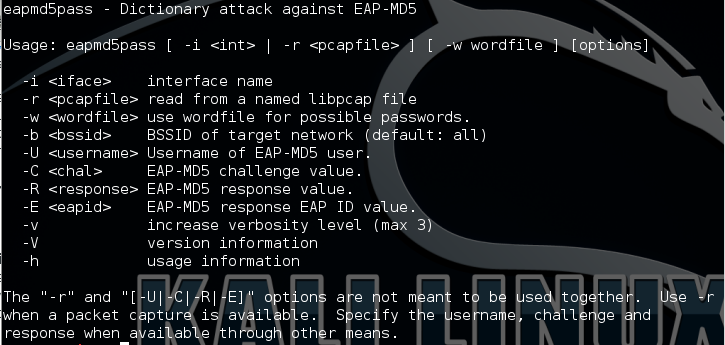 eapmd5pass - Dictionary attack against EAP-MD5
Usage: eapmd5pass [ -i <int> | -r <pcapfile> ] [ -w wordfile ] [options]
-i <iface> interface name
-r <pcapfile> read from a named libpcap file
-w <wordfile> use wordfile for possible passwords.
-b <bssid> BSSID of target network (default: all)
-U <username> Username of EAP-MD5 user.
-C <chal> EAP-MD5 challenge value.
-R <response> EAP-MD5 response value.
-E <eapid> EAP-MD5 response EAP ID value.
-v increase verbosity level (max 3)
-V version information
-h usage information
The "-r" and "[-U|-C|-R|-E]" options are not meant to be used together. Use -r
when a packet capture is available. Specify the username, challenge and
response when available through other means.
KALI LINUX